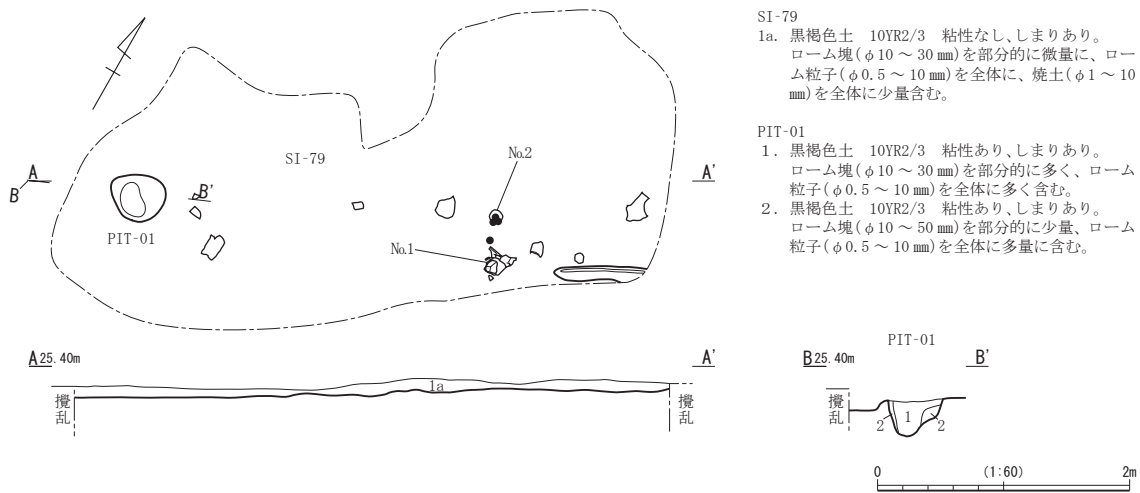 SI-79
1a. 黒褐色土 10YR2/3 粘性なし、しまりあり。
ローム塊(φ10～30㎜)を部分的に微量に、ロー
ム粒子(φ0.5～10㎜)を全体に、焼土(φ1～10
㎜)を全体に少量含む。
PIT-01
1. 黒褐色土 10YR2/3 粘性あり、しまりあり。
ローム塊(φ10～30㎜)を部分的に多く、ローム
粒子(φ0.5～10㎜)を全体に多く含む。
2. 黒褐色土 10YR2/3 粘性あり、しまりあり。
ローム塊(φ10～50㎜)を部分的に少量、ローム
粒子(φ0.5～10㎜)を全体に多量に含む。
SI-79
No.2
A
A'
B
B'
PIT-01
No.1
A 25.40m
A'
1a
攪乱
攪乱
PIT-01
B 25.40m
B'
攪乱
2
1
2
0
(1:60)
2m